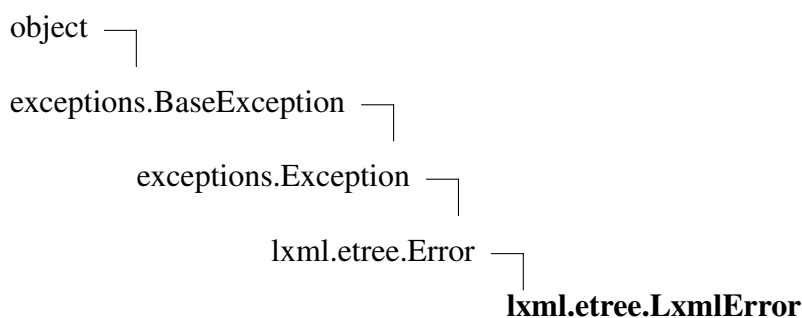 object
exceptions.BaseException
exceptions.Exception
lxml.etree.Error
lxml.etree.LxmlError